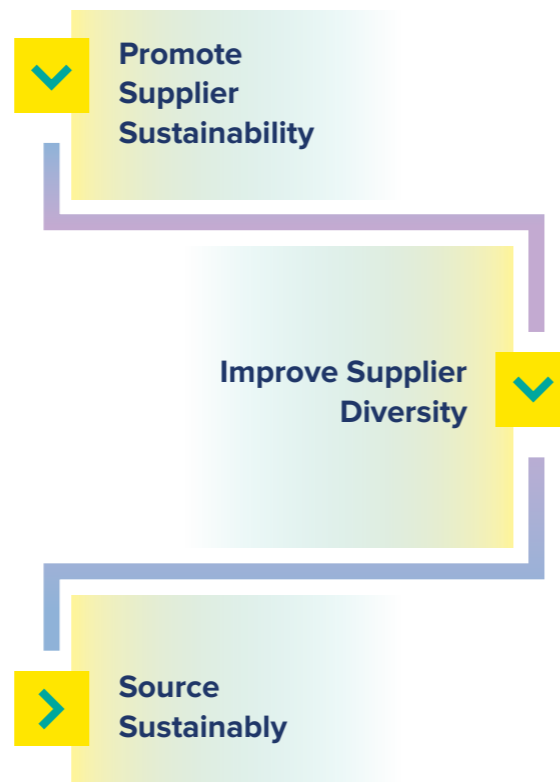 Promote
Supplier
Sustainability
Improve Supplier
Diversity
Source
Sustainably